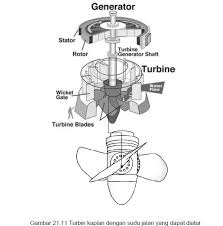 Generator
Stator
Rotor
Turbine
Generator Shaft
Turbine
Wicket
Gate
Water
Flow
Turbine Blades
Gambar 21.11 Turbin kaplan dengan sudu jalan yang dapat diatur